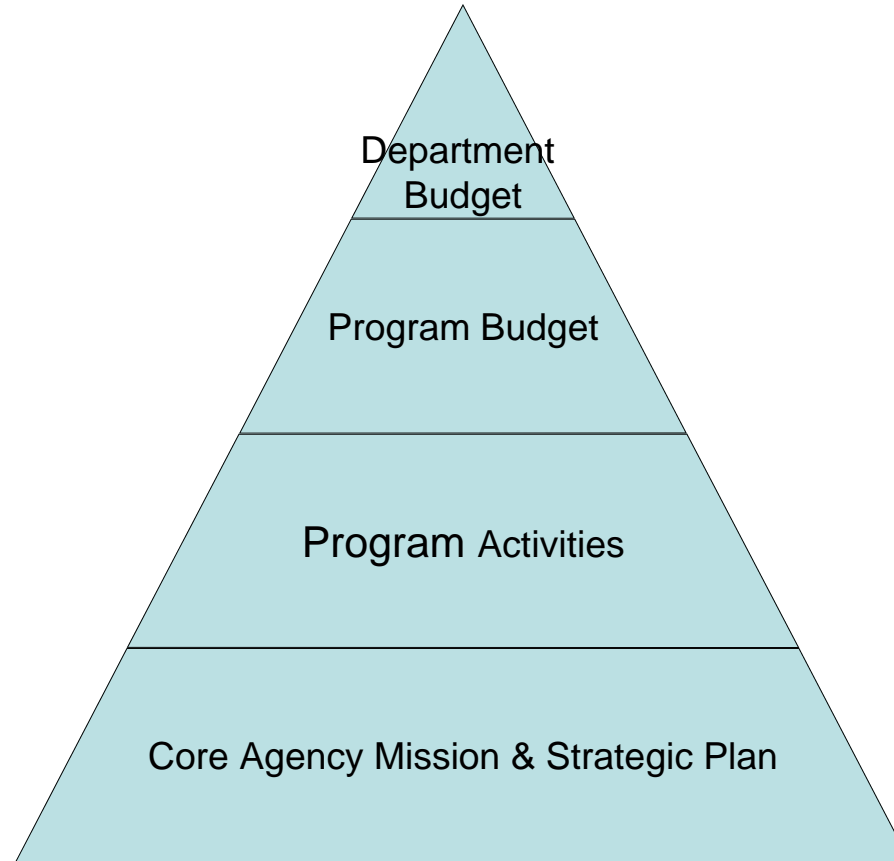 Department
Budget
Program Budget
Program Activities
Core Agency Mission & Strategic Plan